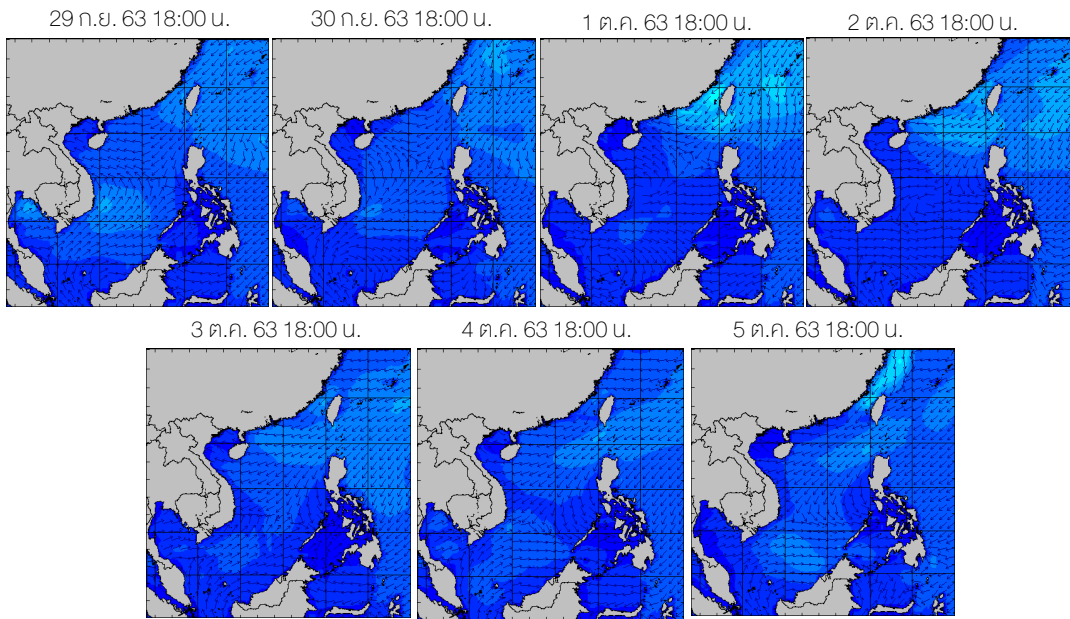 29 ก.ย. 63 18:00 น.
30 ก.ย. 63 18:00 น.
1 ต.ค. 63 18:00 น.
2 ต.ค. 63 18:00 น.
3 ต.ค. 63 18:00 น.
4 ต.ค. 63 18:00 น.
5 ต.ค. 63 18:00 น.